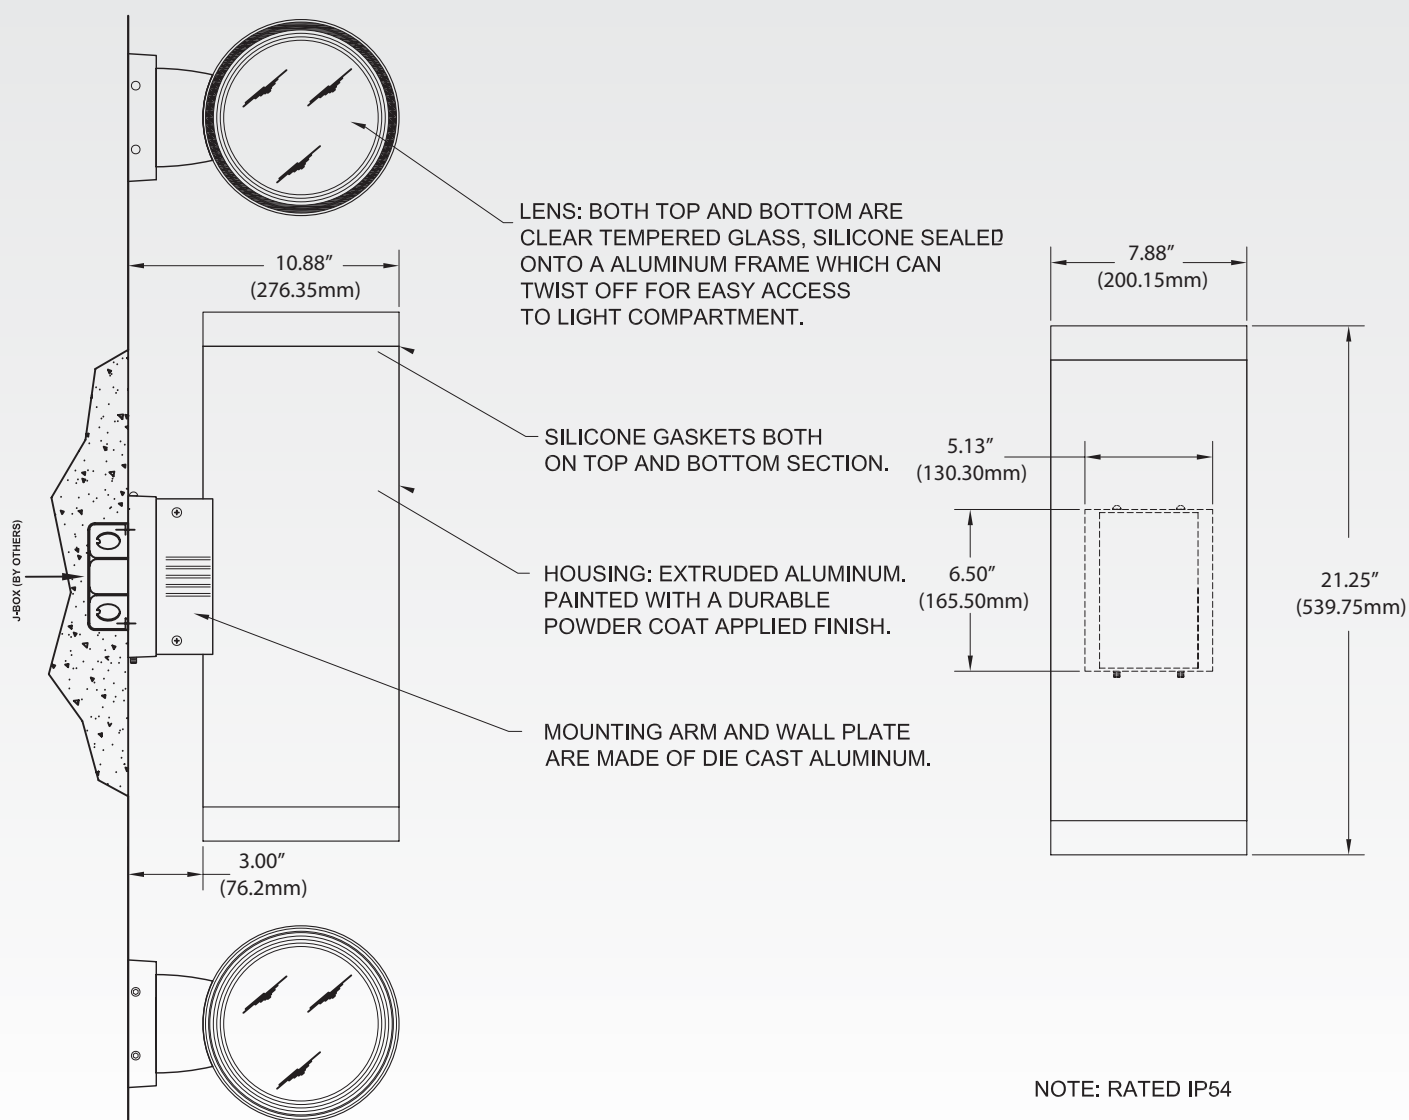 LENS: BOTH TOP AND BOTTOM ARE
CLEAR TEMPERED GLASS, SILICONE SEALED
ONTO A ALUMINUM FRAME WHICH CAN
TWIST OFF FOR EASY ACCESS
TO LIGHT COMPARTMENT.
10.88"
(276.35mm)
7.88"
(200.15mm)
SILICONE GASKETS BOTH
ON TOP AND BOTTOM SECTION.
5.13"
(130.30mm)
J-BOX (BY OTHERS)
HOUSING: EXTRUDED ALUMINUM.
PAINTED WITH A DURABLE
POWDER COAT APPLIED FINISH.
6.50"
(165.50mm)
21.25"
(539.75mm)
MOUNTING ARM AND WALL PLATE
ARE MADE OF DIE CAST ALUMINUM.
3.00"
(76.2mm)
NOTE: RATED IP54